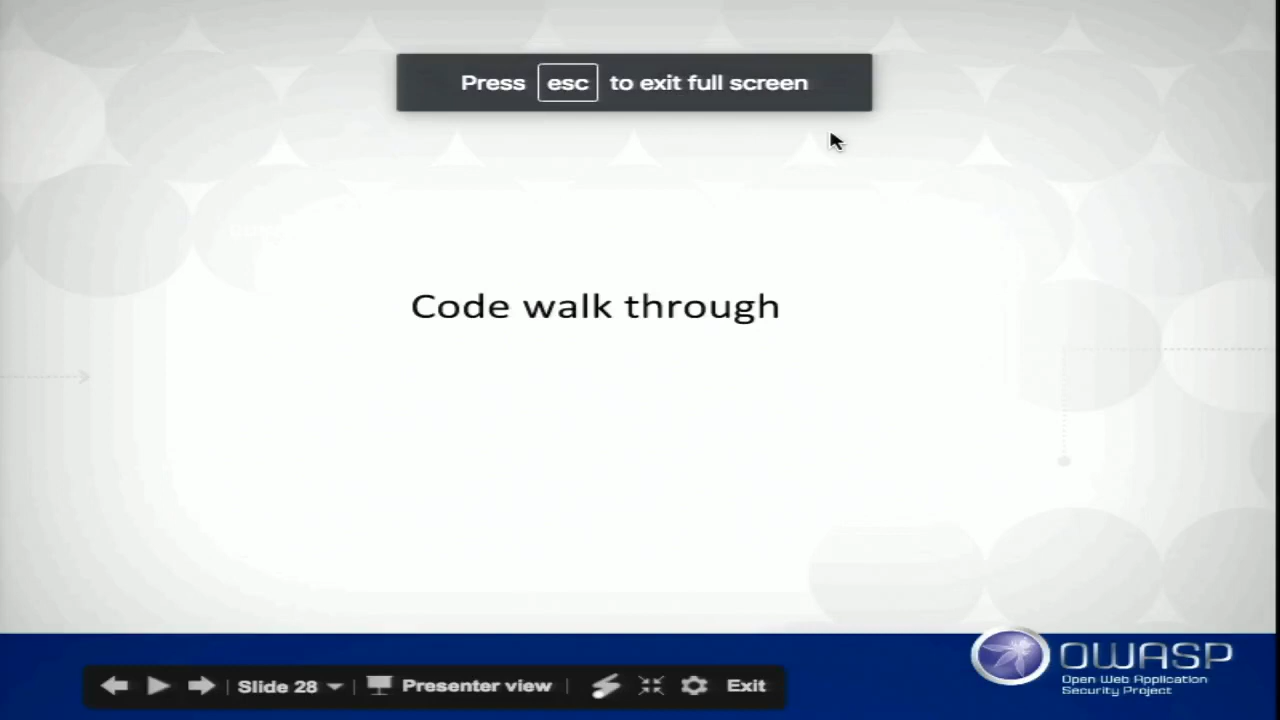 Press esc to exit full screen
Code walk through
Slide 28
Presenter view
Exit
OWASP
Open Web Application
Security Project